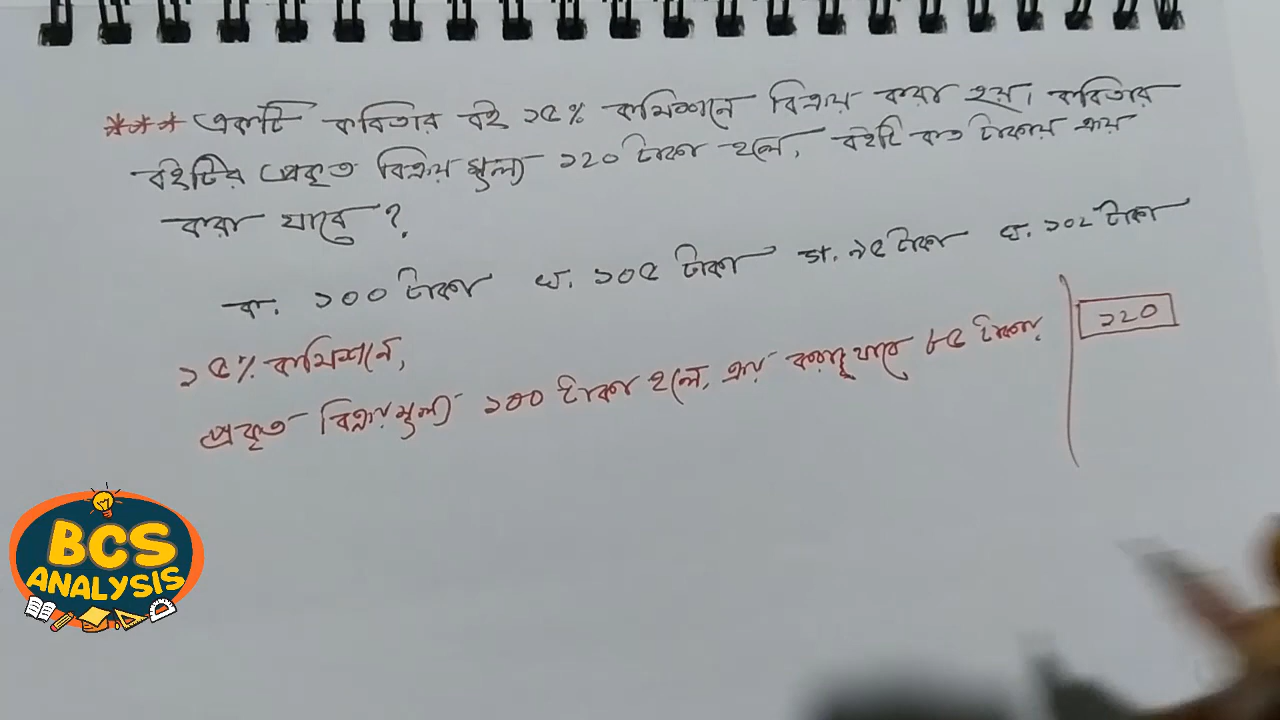 *** একটি কবিতার বই ১৫% কমিশনে বিক্রয় করা হয়। কবিতার
বইটির প্রকৃত বিক্রয় মূল্য ১২০ টাকা হলে, বইটি কত টাকায় ক্রয়
করা যাবে?
ক. ১০০ টাকা খ. ১০৫ টাকা গ. ৯৫ টাকা ঘ. ১০২ টাকা
১৫% কমিশনে,
প্রকৃত বিক্রয়মূল্য ১০০ টাকা হলে, ক্রয় করা যাবে ৮৫ টাকা
১২০
BCS
ANALYSIS